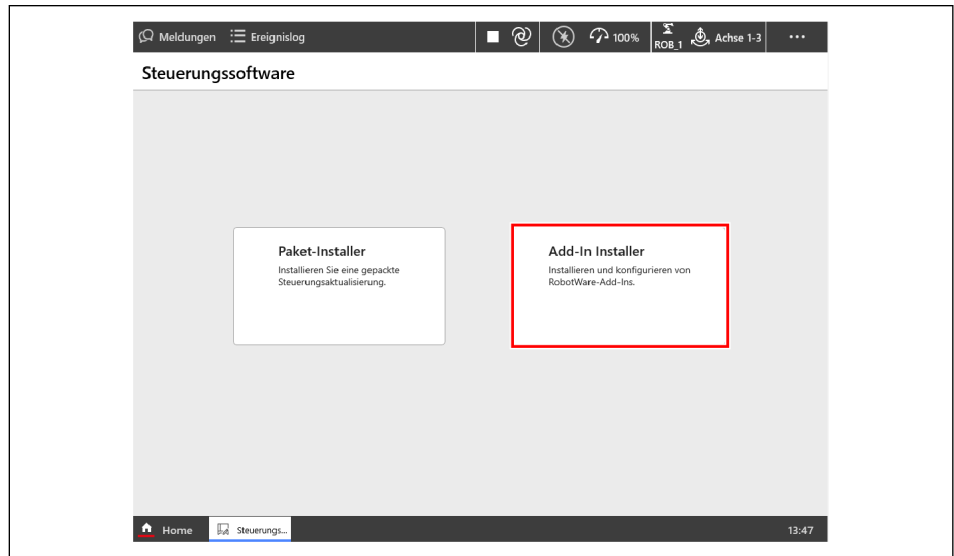 Meldungen Ereignislog 100% ROB_1 Achse 1-3 ...
Steuerungssoftware
Paket-Installer
Installieren Sie eine gepackte
Steuerungsaktualisierung.
Add-In Installer
Installieren und konfigurieren von
RobotWare-Add-Ins.
Home Steuerungs... 13:47